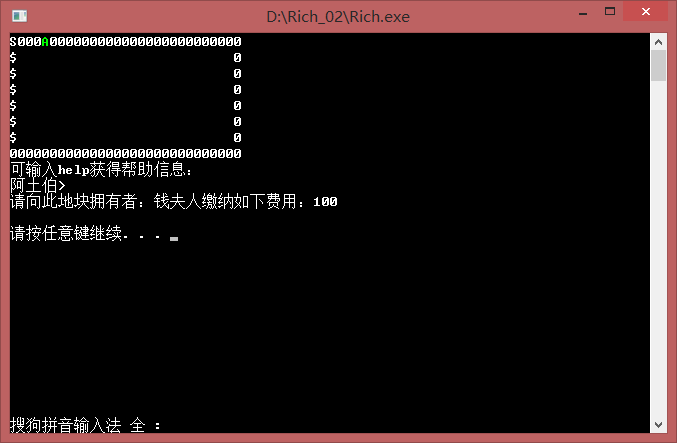 D:\Rich_02\Rich.exe
S000A000000000000000000000000
$ 0
$ 0
$ 0
$ 0
$ 0
$ 0
00000000000000000000000000000
可输入help获得帮助信息:
阿土伯>
请向此地块拥有者: 钱夫人缴纳如下费用: 100
请按任意键继续. . .
搜狗拼音输入法 全 :